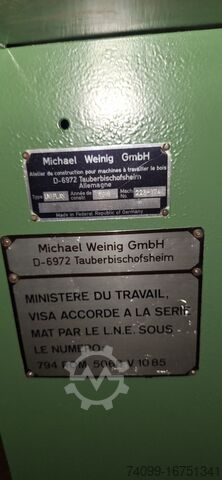 Michael Weinig GmbH
Atelier de construction pour machines à travailler le bois
D-6972 Tauberbischofsheim
Allemagne
Type Année de constr. Mach. No.
Made in Federal Republic of Germany
Michael Weinig GmbH
D-6972 Tauberbischofsheim
MINISTERE DU TRAVAIL,
VISA ACCORDE A LA SERIE
MAT PAR LE L.N.E. SOUS
LE NUMERO:
74099-16751341